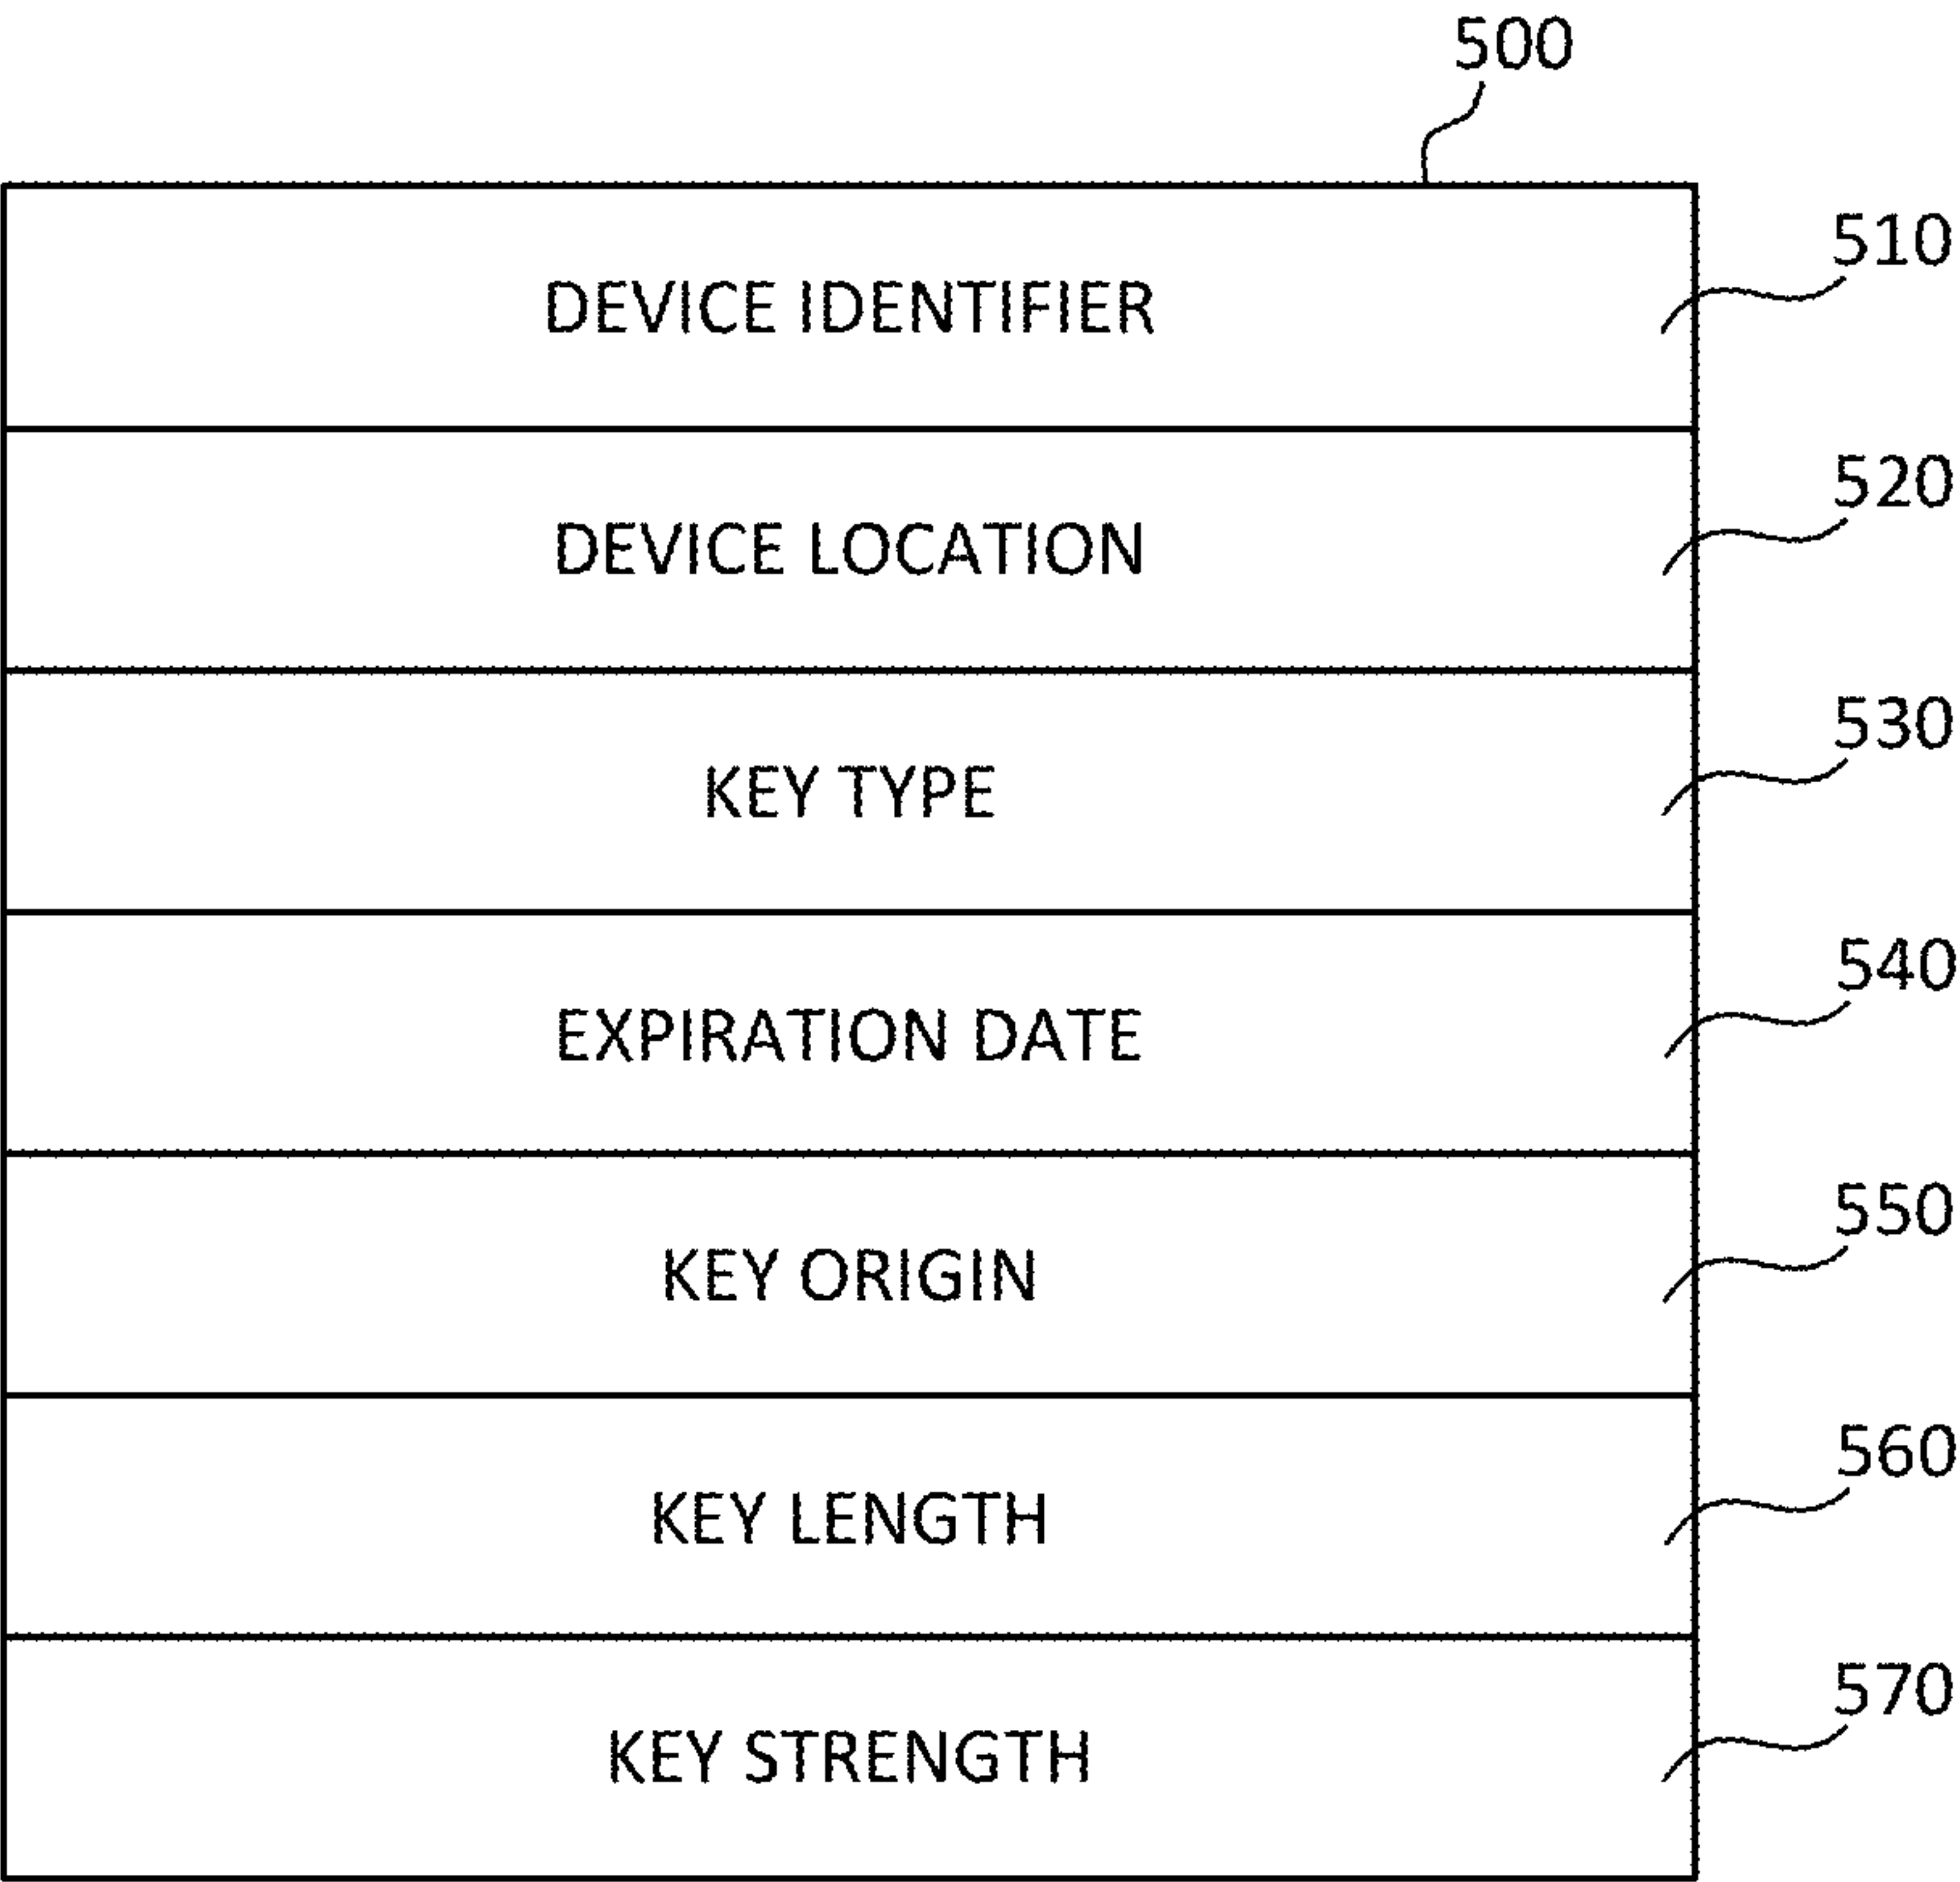 500
DEVICE IDENTIFIER 510
DEVICE LOCATION 520
KEY TYPE 530
EXPIRATION DATE 540
KEY ORIGIN 550
KEY LENGTH 560
KEY STRENGTH 570